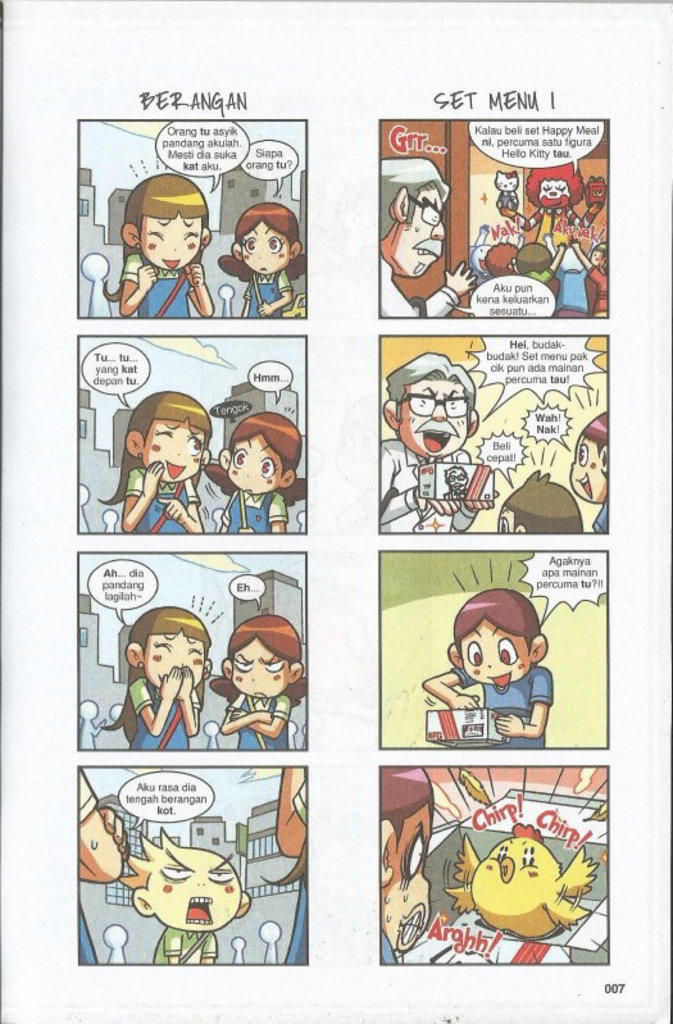 BERANGAN
Orang tu asyik
pandang akulah.
Mesti dia suka
kat aku.
Siapa
orang tu?
Tu... tu...
yang kat
depan tu.
Tengok
Hmm...
Ah... dia
pandang
lagilah~
Eh...
Aku rasa dia
tengah berangan
kot.
SET MENU 1
Grr...
Kalau beli set Happy Meal
ni, percuma satu figura
Hello Kitty tau.
Nak!
Aku nak!
Aku pun
kena keluarkan
sesuatu...
Hei, budak-
budak! Set menu pak
cik pun ada mainan
percuma tau!
Wah!
Nak!
Beli
cepat!
NFG
Agaknya
apa mainan
percuma tu?!!
NFG
Chirp!
Chirp!
Arghh!
007